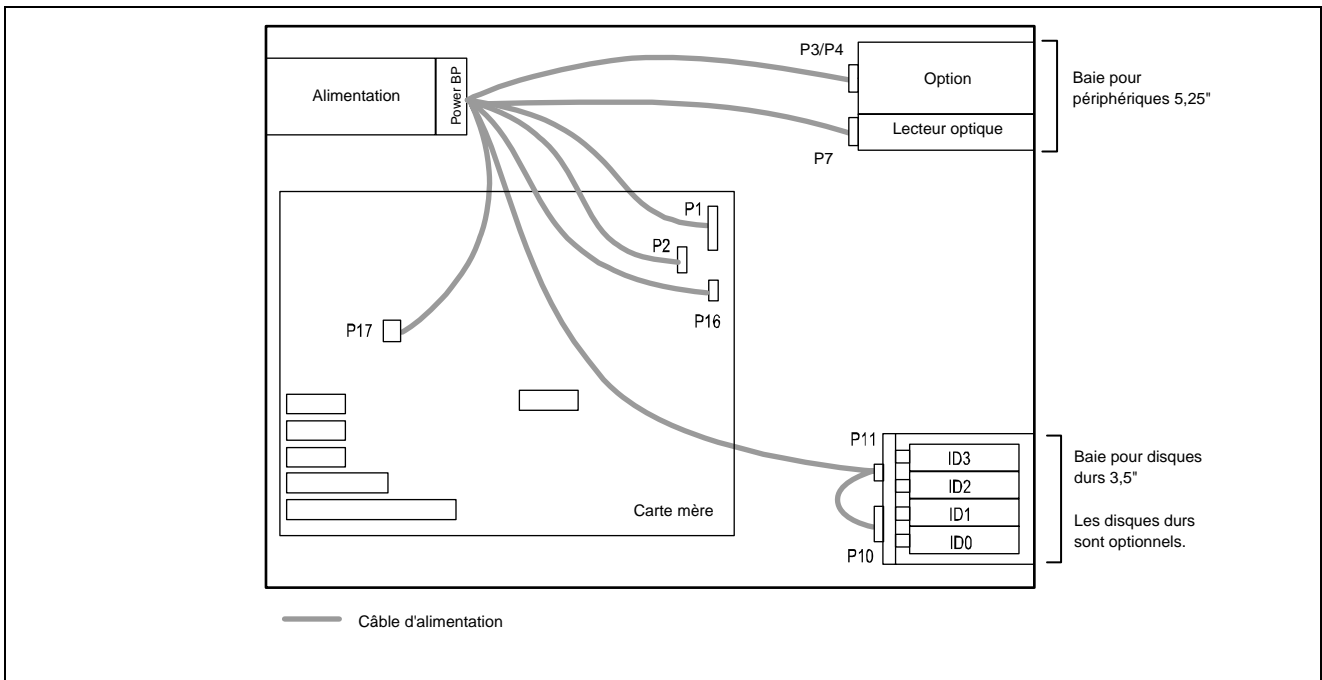 P3/P4
Option
Baie pour
périphériques 5,25"
Alimentation
Power BP
Lecteur optique
P7
P1
P2
P16
P17
P11
ID3
ID2
ID1
ID0
P10
Baie pour disques
durs 3,5"
Les disques durs
sont optionnels.
Carte mère
Câble d'alimentation